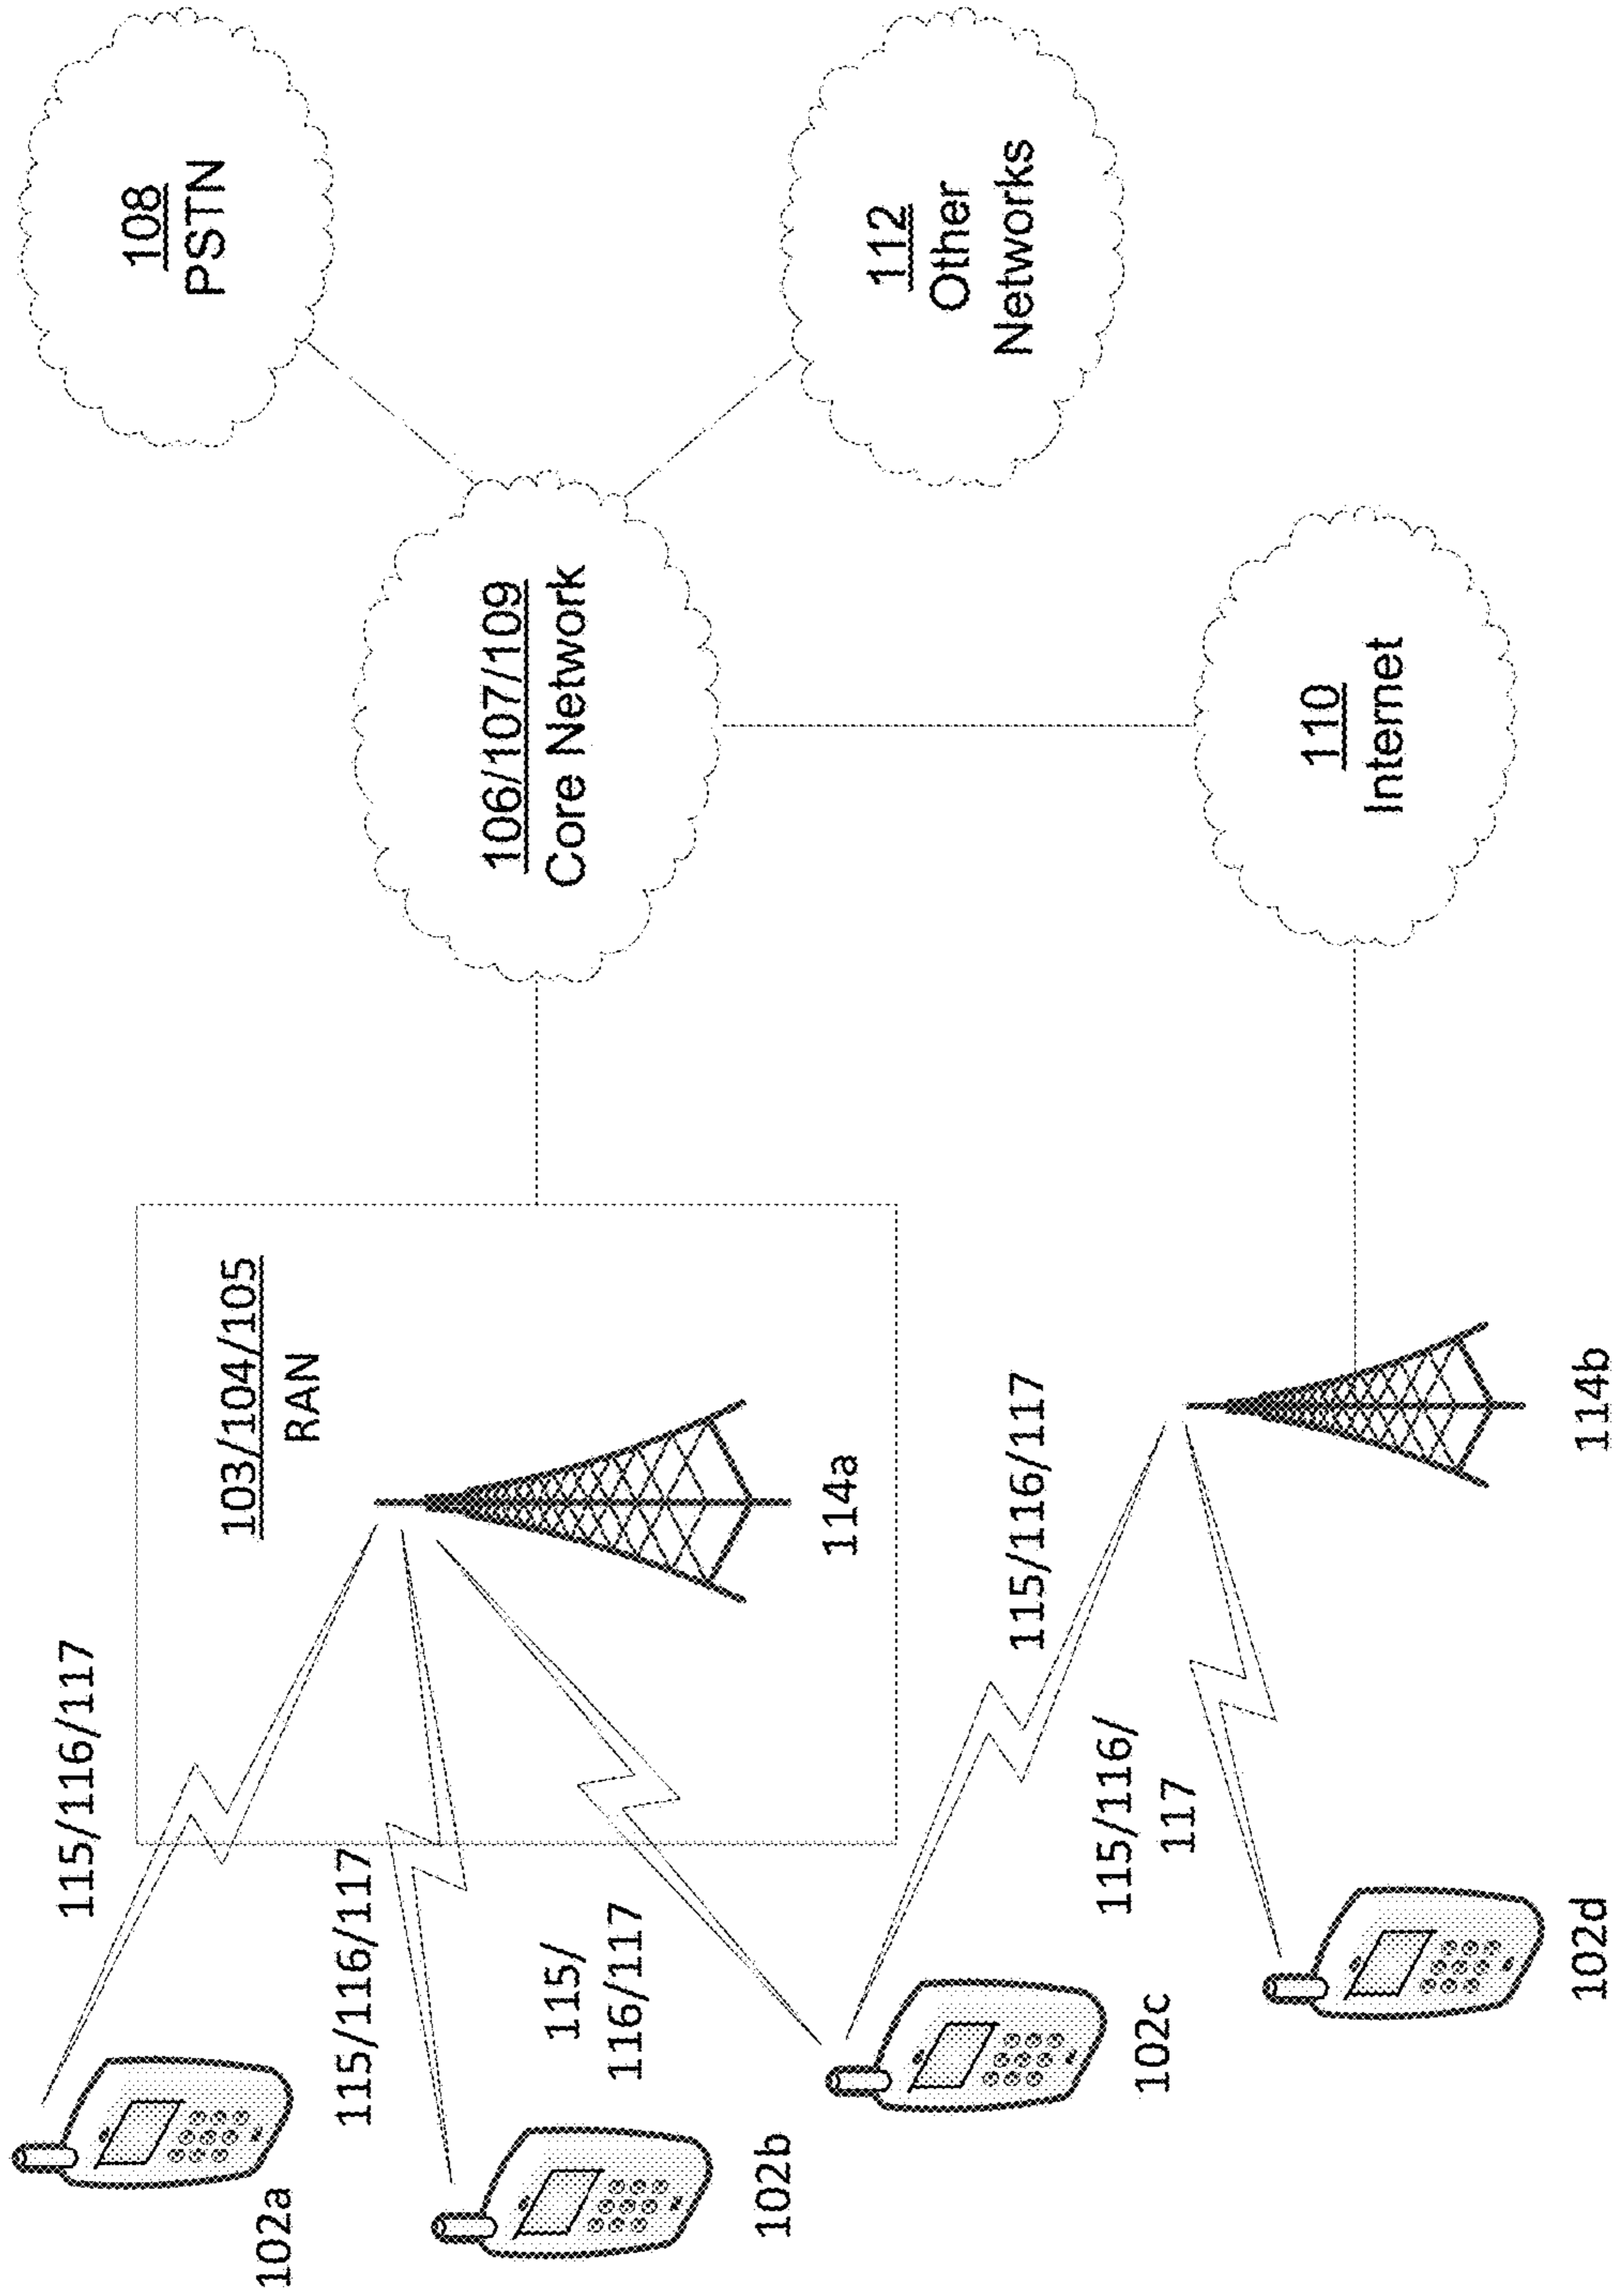 115/116/117
102a
103/104/105
RAN
115/116/117
102b
115/
116/117
114a
106/107/109
Core Network
108
PSTN
112
Other
Networks
115/116/117
102c
115/116/
117
102d
114b
110
Internet